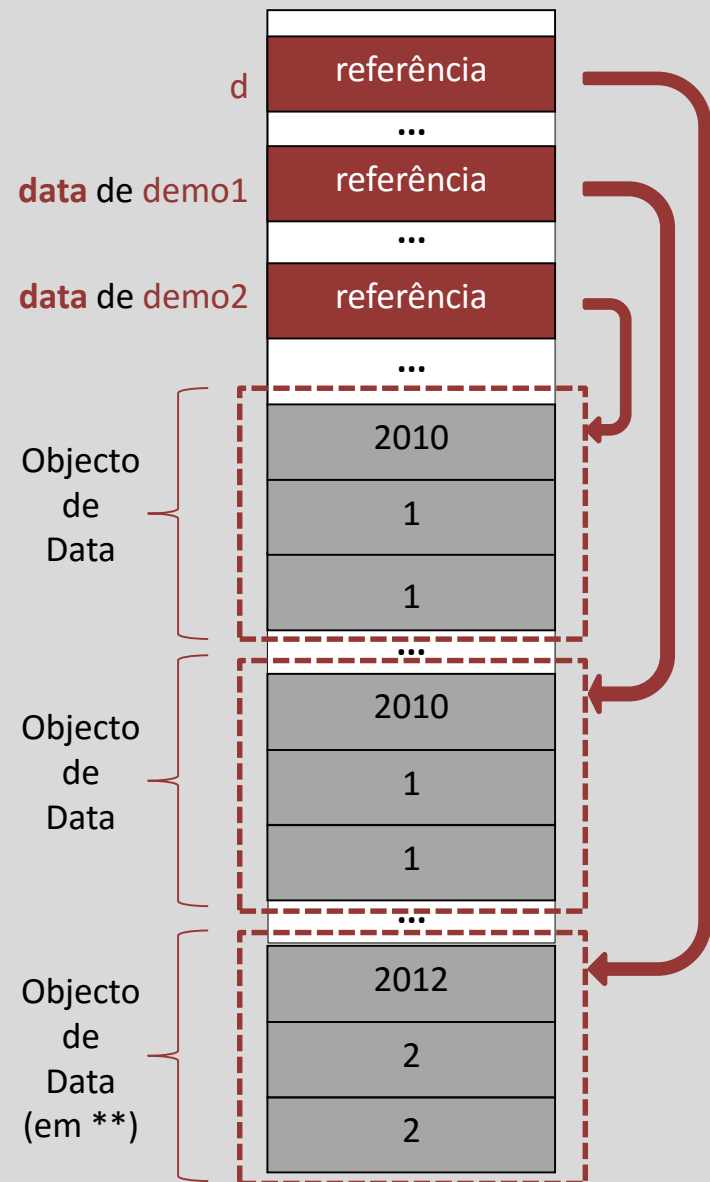 d
referência
...
data de demo1
referência
...
data de demo2
referência
...
Objecto
de
Data
2010
1
1
...
Objecto
de
Data
2010
1
1
...
Objecto
de
Data
(em **)
2012
2
2